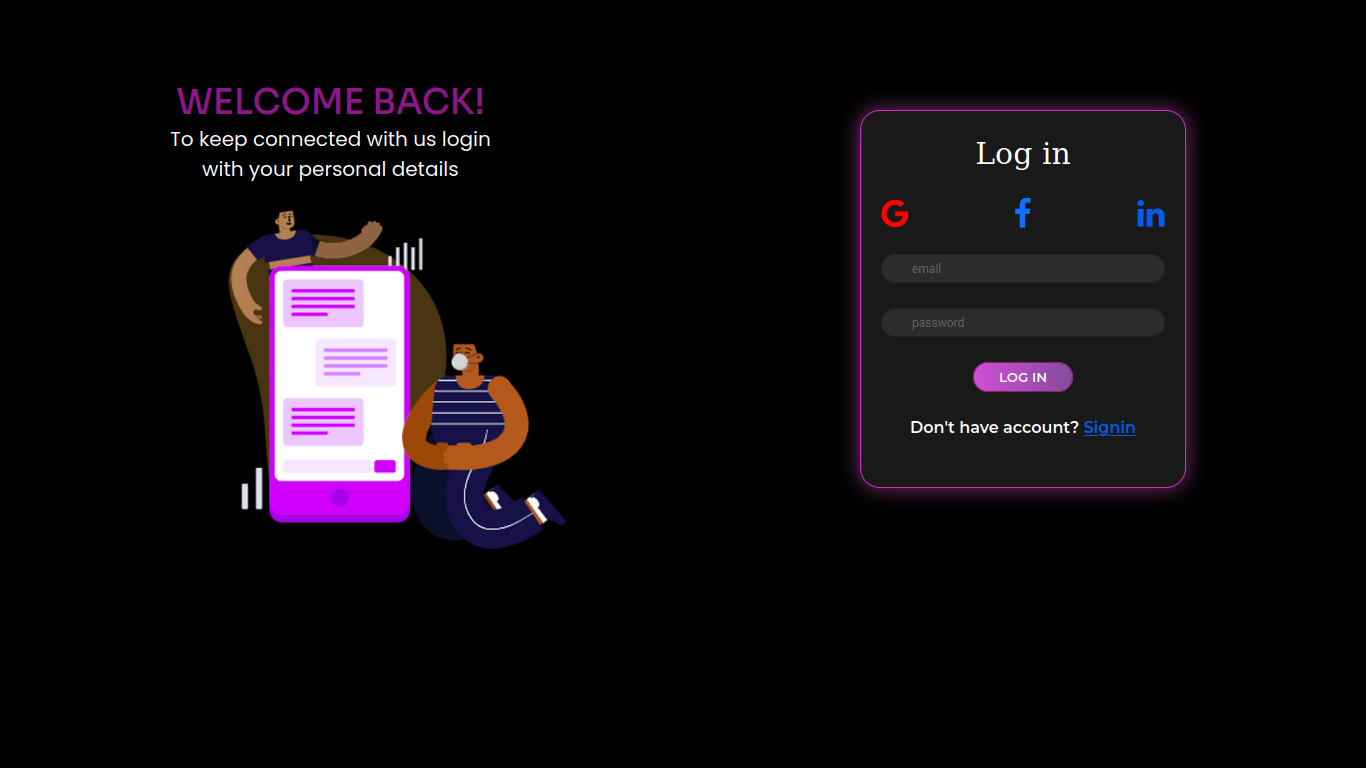 WELCOME BACK!
To keep connected with us login
with your personal details
Log in
email
password
LOG IN
Don't have account? Signin